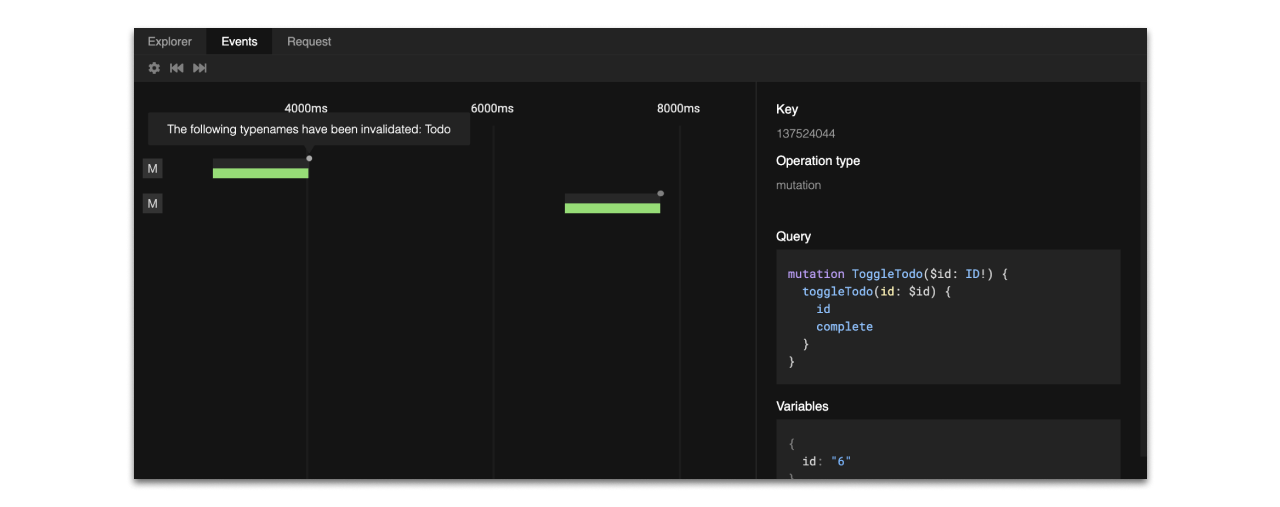 Explorer Events Request
4000ms 6000ms 8000ms
The following typenames have been invalidated: Todo
M
M
Key
137524044
Operation type
mutation
Query
mutation ToggleTodo($id: ID!) {
  toggleTodo(id: $id) {
    id
    complete
  }
}
Variables
{
  id: "6"
}